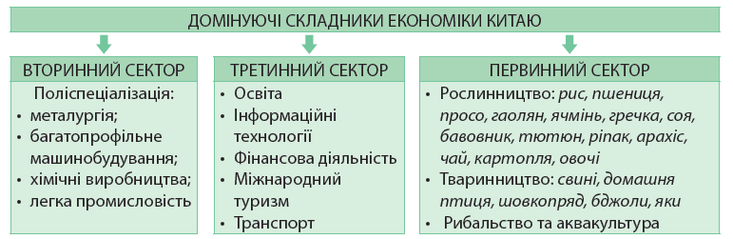 ДОМІНУЮЧІ СКЛАДНИКИ ЕКОНОМІКИ КИТАЮ
ВТОРИННИЙ СЕКТОР
Поліспеціалізація:
• металургія;
• багатопрофільне
машинобудування;
• хімічні виробництва;
• легка промисловість
ТРЕТИННИЙ СЕКТОР
• Освіта
• Інформаційні
технології
• Фінансова діяльність
• Міжнародний
туризм
• Транспорт
ПЕРВИННИЙ СЕКТОР
• Рослинництво: рис, пшениця,
просо, гаолян, ячмінь, гречка, соя,
бавовник, тютюн, ріпак, арахіс,
чай, картопля, овочі
• Тваринництво: свині, домашня
птиця, шовкопряд, бджоли, яки
• Рибальство та аквакультура